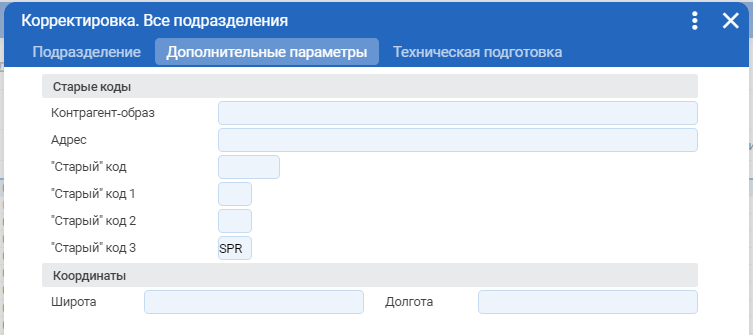 Корректировка. Все подразделения
Подразделение Дополнительные параметры Техническая подготовка
Старые коды
Контрагент-образ
Адрес
"Старый" код
"Старый" код 1
"Старый" код 2
"Старый" код 3 SPR
Координаты
Широта Долгота